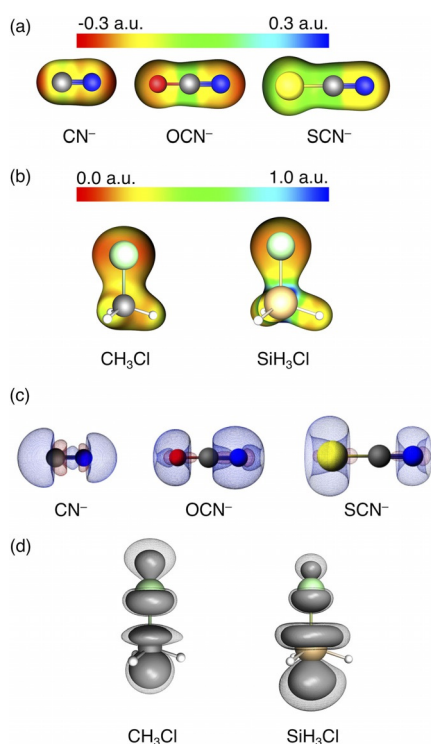 (a)
-0.3 a.u. 0.3 a.u.
CN⁻ OCN⁻ SCN⁻
(b)
0.0 a.u. 1.0 a.u.
CH₃Cl SiH₃Cl
(c)
CN⁻ OCN⁻ SCN⁻
(d)
CH₃Cl SiH₃Cl